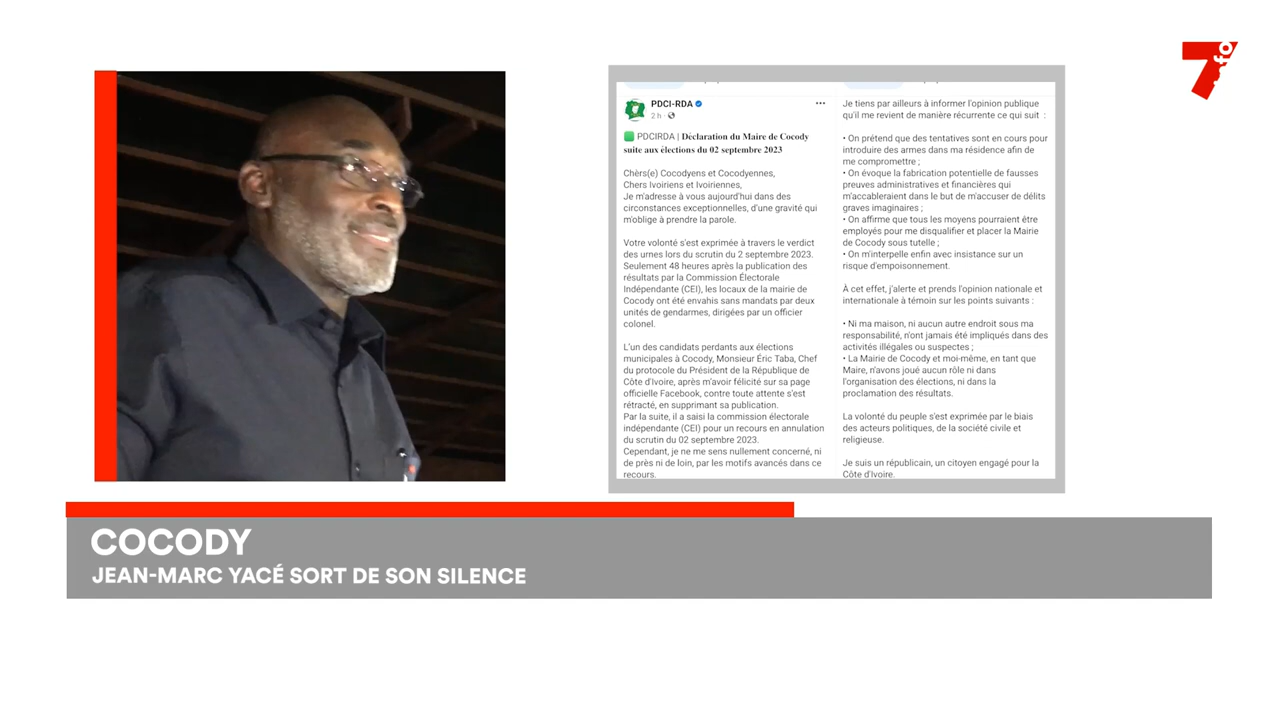 7
fo
PDCI-RDA
2 h
PDCIRDA | Déclaration du Maire de Cocody
suite aux élections du 02 septembre 2023
Chèrs(e) Cocodyens et Cocodyennes,
Chers Ivoiriens et Ivoiriennes,
Je m'adresse à vous aujourd'hui dans des
circonstances exceptionnelles, d'une gravité qui
m'oblige à prendre la parole.
Votre volonté s'est exprimée à travers le verdict
des urnes lors du scrutin du 2 septembre 2023.
Seulement 48 heures après la publication des
résultats par la Commission Électorale
Indépendante (CEI), les locaux de la mairie de
Cocody ont été envahis sans mandats par deux
unités de gendarmes, dirigées par un officier
colonel.
L'un des candidats perdants aux élections
municipales à Cocody, Monsieur Éric Taba, Chef
du protocole du Président de la République de
Côte d'Ivoire, après m'avoir félicité sur sa page
officielle Facebook, contre toute attente s'est
rétracté, en supprimant sa publication.
Par la suite, il a saisi la commission électorale
indépendante (CEI) pour un recours en annulation
du scrutin du 02 septembre 2023.
Cependant, je ne me sens nullement concerné, ni
de près ni de loin, par les motifs avancés dans ce
recours.
Je tiens par ailleurs à informer l'opinion publique
qu'il me revient de manière récurrente ce qui suit :
• On prétend que des tentatives sont en cours pour
introduire des armes dans ma résidence afin de
me compromettre ;
• On évoque la fabrication potentielle de fausses
preuves administratives et financières qui
m'accableraient dans le but de m'accuser de délits
graves imaginaires ;
• On affirme que tous les moyens pourraient être
employés pour me disqualifier et placer la Mairie
de Cocody sous tutelle ;
• On m'interpelle enfin avec insistance sur un
risque d'empoisonnement.
À cet effet, j'alerte et prends l'opinion nationale et
internationale à témoin sur les points suivants :
• Ni ma maison, ni aucun autre endroit sous ma
responsabilité, n'ont jamais été impliqués dans des
activités illégales ou suspectes ;
• La Mairie de Cocody et moi-même, en tant que
Maire, n'avons joué aucun rôle ni dans
l'organisation des élections, ni dans la
proclamation des résultats.
La volonté du peuple s'est exprimée par le biais
des acteurs politiques, de la société civile et
religieuse.
Je suis un républicain, un citoyen engagé pour la
Côte d'Ivoire.
COCODY
JEAN-MARC YACÉ SORT DE SON SILENCE